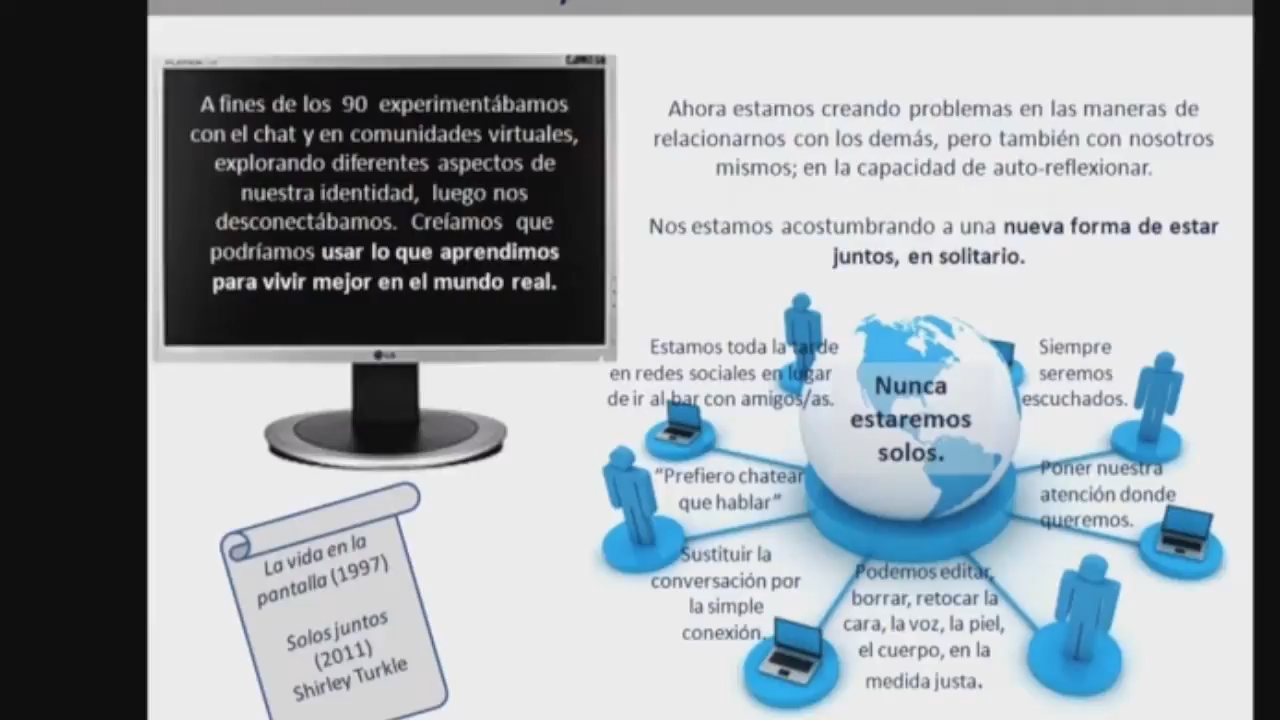 A fines de los 90 experimentábamos
con el chat y en comunidades virtuales,
explorando diferentes aspectos de
nuestra identidad, luego nos
desconectábamos. Creíamos que
podríamos usar lo que aprendimos
para vivir mejor en el mundo real.
LG
Ahora estamos creando problemas en las maneras de
relacionarnos con los demás, pero también con nosotros
mismos; en la capacidad de auto-reflexionar.
Nos estamos acostumbrando a una nueva forma de estar
juntos, en solitario.
Estamos toda la tarde
en redes sociales en lugar
de ir al bar con amigos/as.
Nunca
estaremos
solos.
Siempre
seremos
escuchados.
"Prefiero chatear
que hablar"
Poner nuestra
atención donde
queremos.
Sustituir la
conversación por
la simple
conexión.
Podemos editar,
borrar, retocar la
cara, la voz, la piel,
el cuerpo, en la
medida justa.
La vida en la
pantalla (1997)
Solos juntos
(2011)
Shirley Turkle